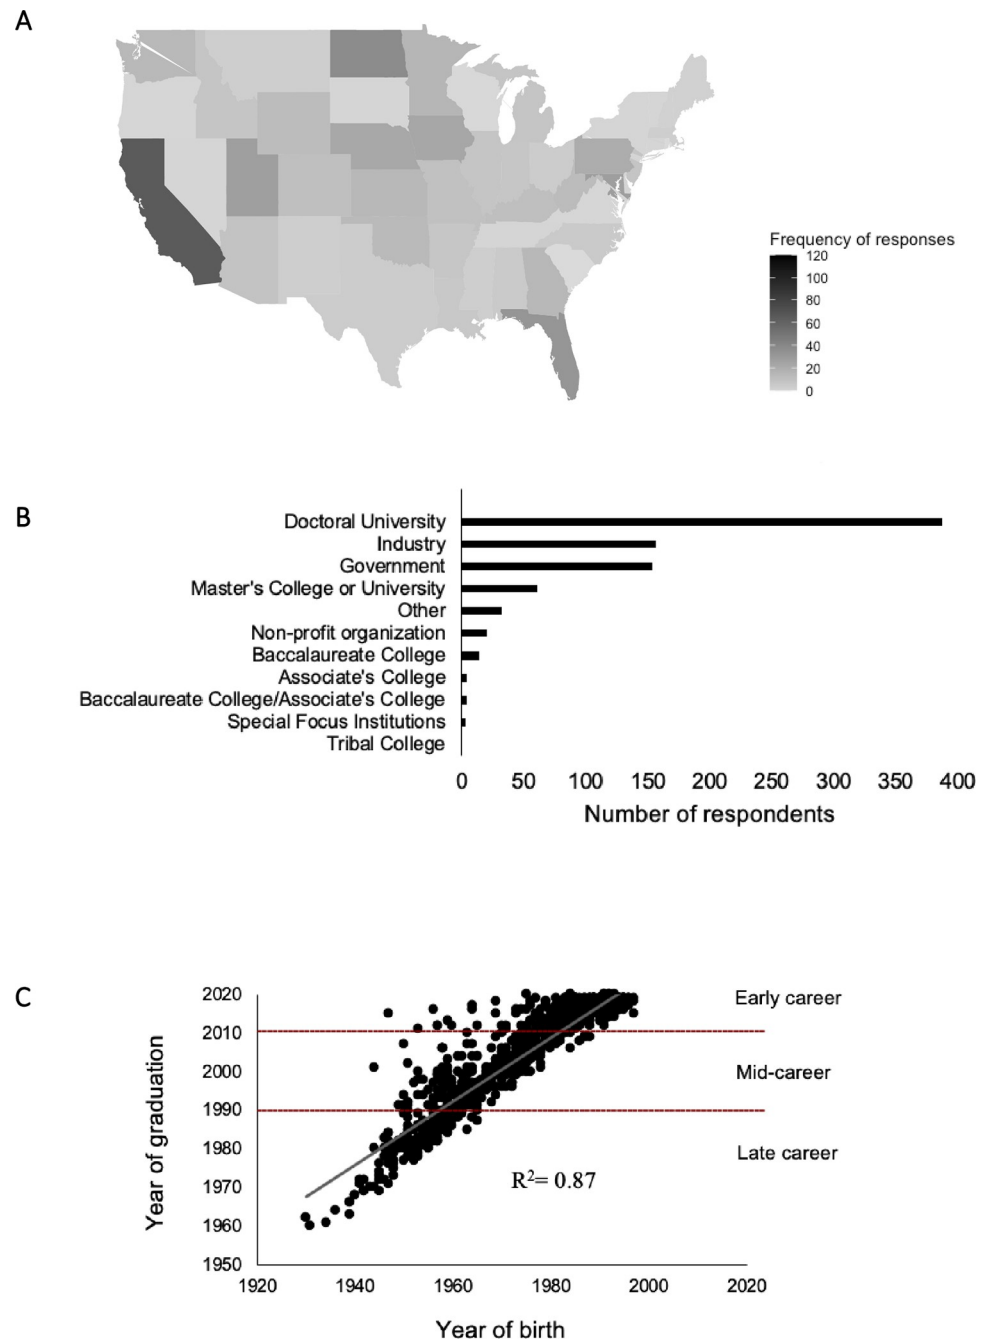 A
Frequency of responses
120
100
80
60
40
20
0
B
Doctoral University
Industry
Government
Master's College or University
Other
Non-profit organization
Baccalaureate College
Associate's College
Baccalaureate College/Associate's College
Special Focus Institutions
Tribal College
0 50 100 150 200 250 300 350 400
Number of respondents
C
Year of graduation
2020
2010
2000
1990
1980
1970
1960
1950
Early career
Mid-career
Late career
R²= 0.87
1920 1940 1960 1980 2000 2020
Year of birth